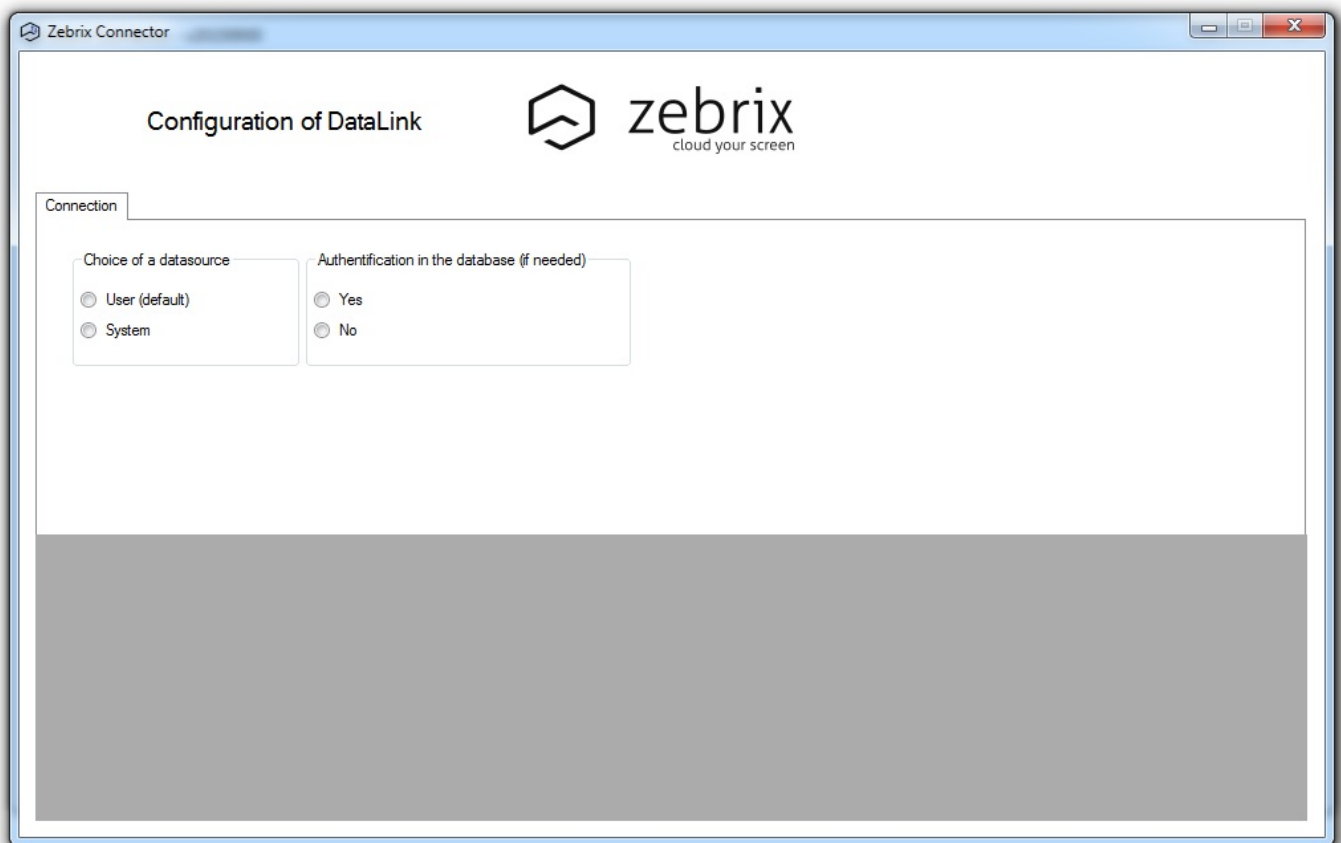 Zebrix Connector
Configuration of DataLink
zebrix
cloud your screen
Connection
Choice of a datasource
User (default)
System
Authentification in the database (if needed)
Yes
No